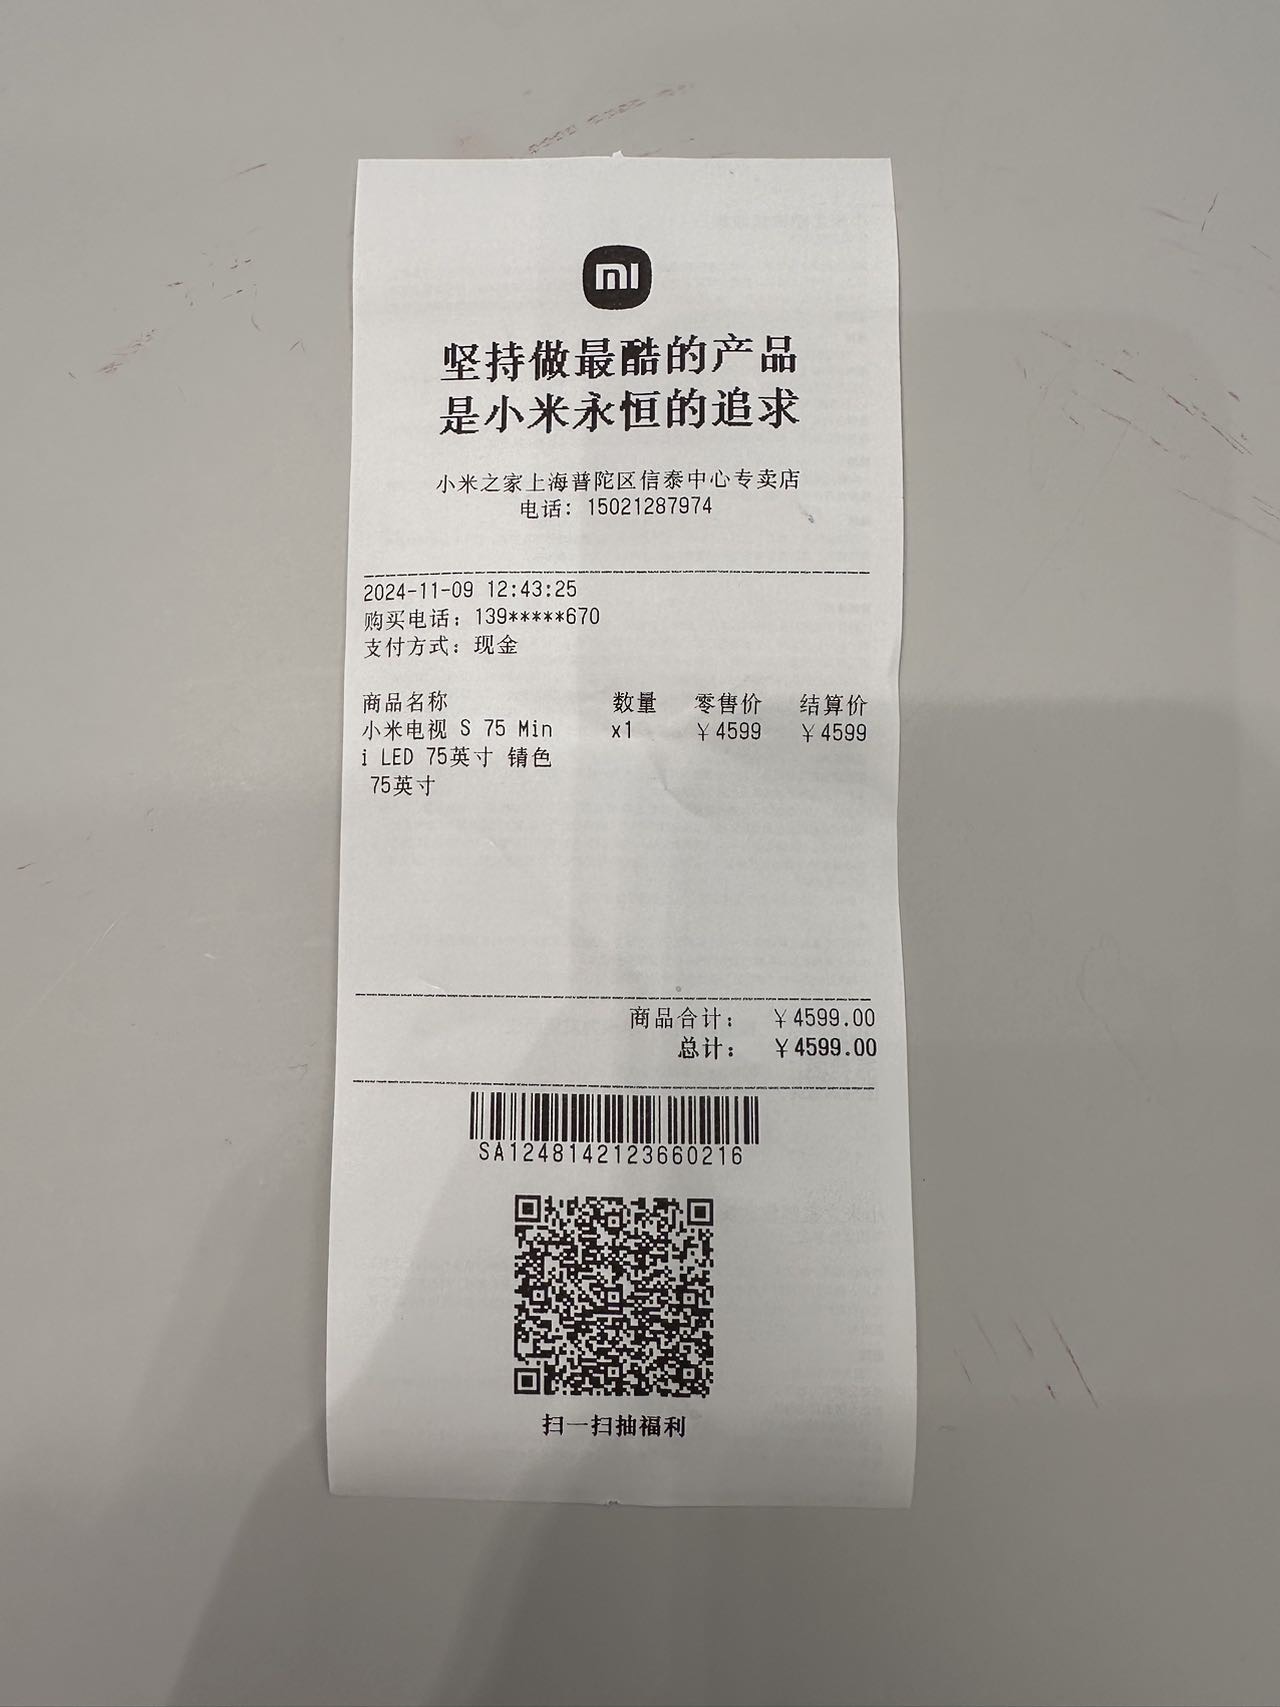 mi
坚持做最酷的产品
是小米永恒的追求
小米之家上海普陀区信泰中心专卖店
电话: 15021287974
2024-11-09 12:43:25
购买电话: 139*****670
支付方式: 现金
商品名称 数量 零售价 结算价
小米电视 S 75 Min x1 ￥4599 ￥4599
i LED 75英寸 锖色
75英寸
商品合计: ￥4599.00
总计: ￥4599.00
SA1248142123660216
扫一扫抽福利